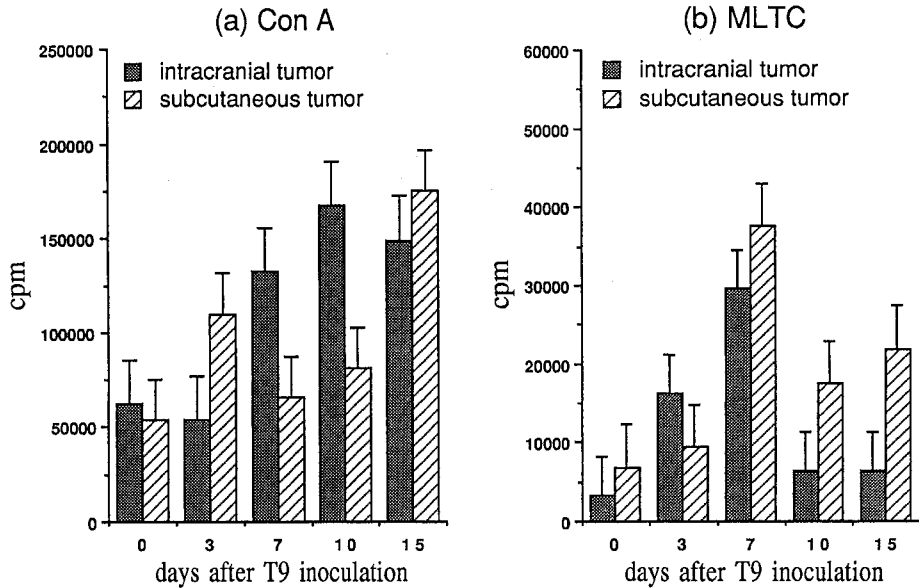 (a) Con A
250000
200000
150000
100000
50000
0
cpm
intracranial tumor
subcutaneous tumor
0 3 7 10 15
days after T9 inoculation
(b) MLTC
60000
50000
40000
30000
20000
10000
0
cpm
intracranial tumor
subcutaneous tumor
0 3 7 10 15
days after T9 inoculation